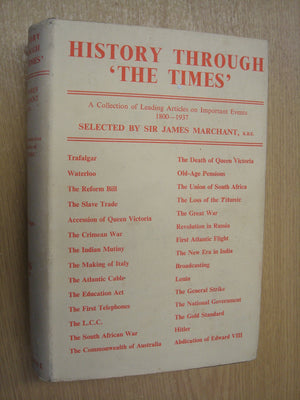 HISTORY THROUGH
'THE TIMES'
A Collection of Leading Articles on Important Events
1800—1937
SELECTED BY SIR JAMES MARCHANT, K.B.E.
Trafalgar
Waterloo
The Reform Bill
The Slave Trade
Accession of Queen Victoria
The Crimean War
The Indian Mutiny
The Making of Italy
The Atlantic Cable
The Education Act
The First Telephones
The L.C.C.
The South African War
The Commonwealth of Australia
The Death of Queen Victoria
Old-Age Pensions
The Union of South Africa
The Loss of the Titanic
The Great War
Revolution in Russia
First Atlantic Flight
The New Era in India
Broadcasting
Lenin
The General Strike
The National Government
The Gold Standard
Hitler
Abdication of Edward VIII